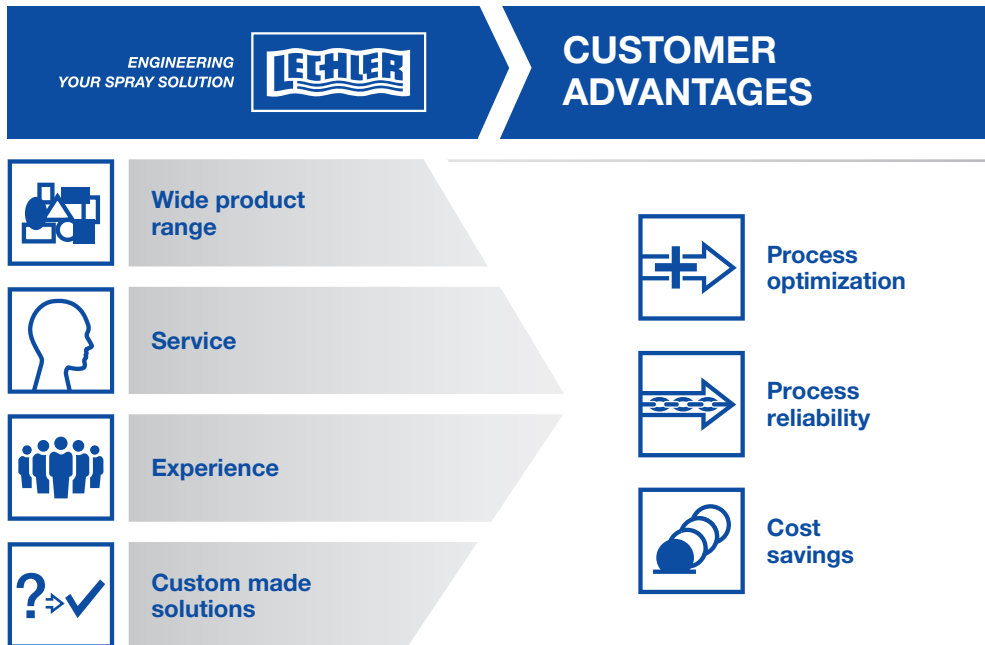 ENGINEERING
YOUR SPRAY SOLUTION
LECHLER
CUSTOMER
ADVANTAGES
Wide product
range
Service
Experience
Custom made
solutions
Process
optimization
Process
reliability
Cost
savings